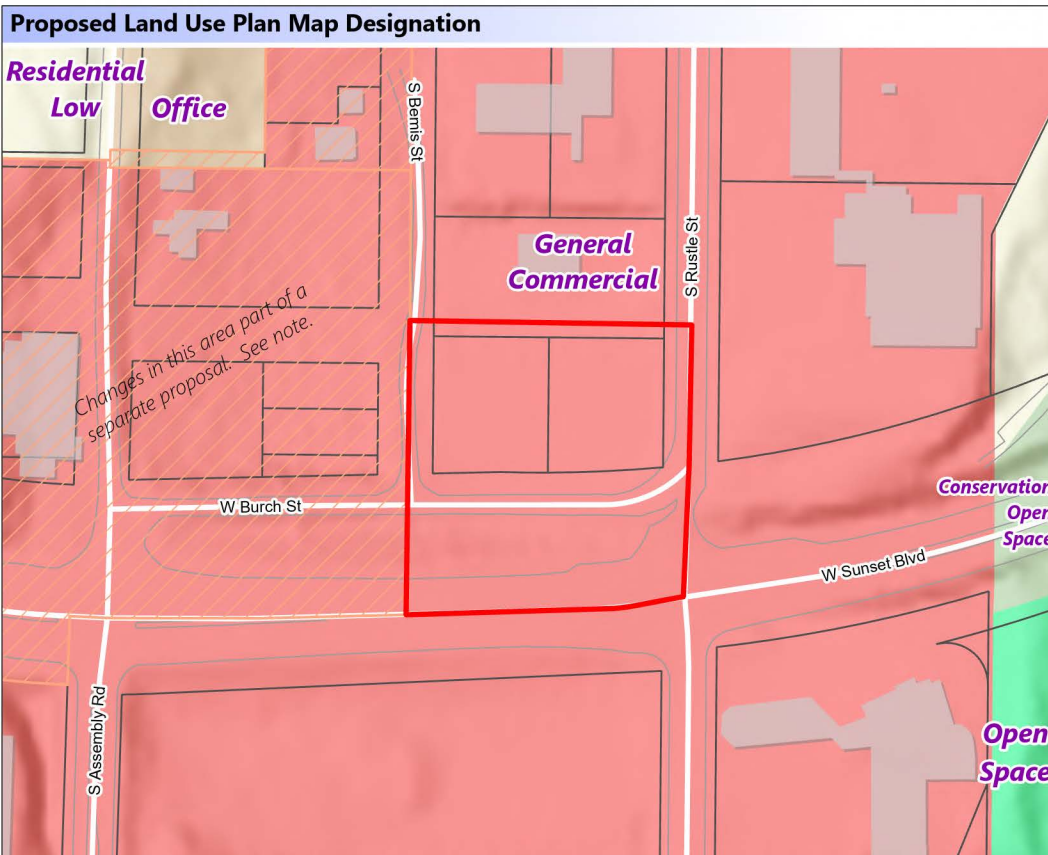 Proposed Land Use Plan Map Designation
Residential
Low
Office
S Bemis St
S Rustle St
General
Commercial
Changes in this area part of a
separate proposal. See note.
W Burch St
Conservation
Open
Space
W Sunset Blvd
S Assembly Rd
Open
Space